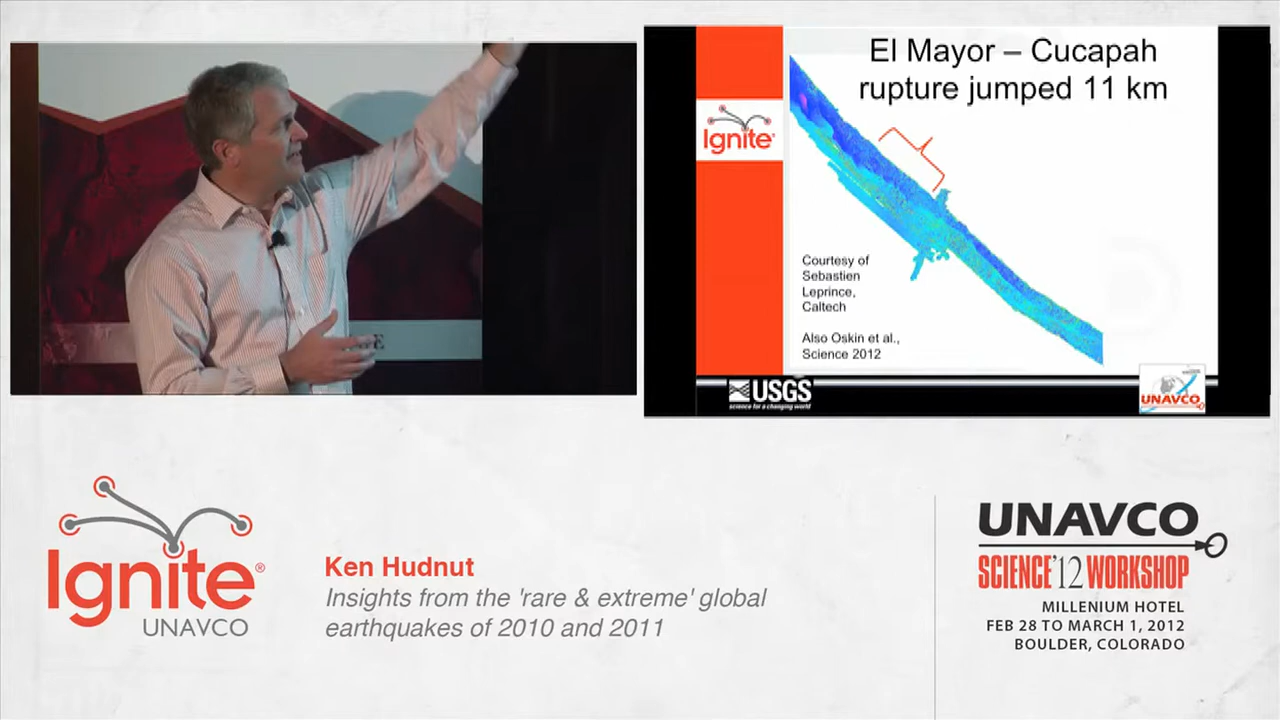 El Mayor – Cucapah
rupture jumped 11 km
Ignite®
Courtesy of
Sebastien
Leprince,
Caltech
Also Oskin et al.,
Science 2012
USGS
science for a changing world
UNAVCO
Ignite®
UNAVCO
Ken Hudnut
Insights from the 'rare & extreme' global
earthquakes of 2010 and 2011
UNAVCO
SCIENCE'12 WORKSHOP
MILLENIUM HOTEL
FEB 28 TO MARCH 1, 2012
BOULDER, COLORADO